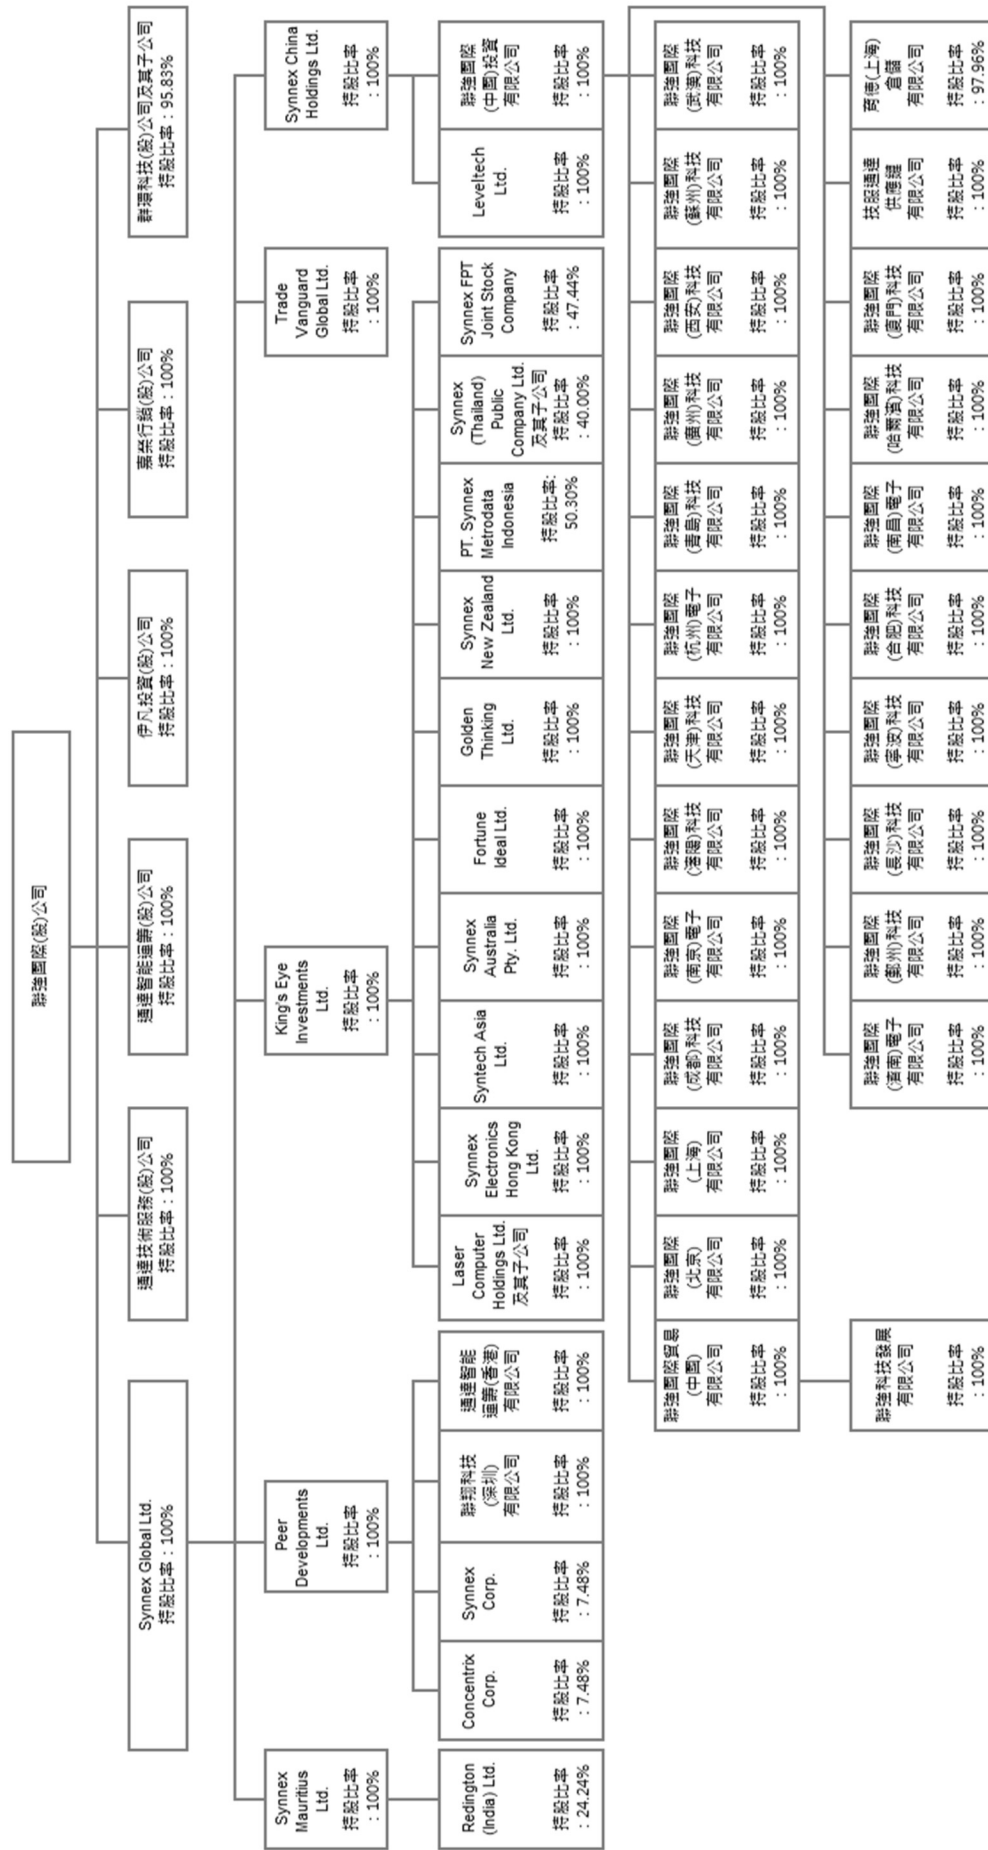 聯強國際(股)公司
Synnex Global Ltd.
持股比率：100%
通達技術服務(股)公司
持股比率：100%
通達智能運籌(股)公司
持股比率：100%
伊凡投資(股)公司
持股比率：100%
嘉榮行銷(股)公司
持股比率：100%
群環科技(股)公司及其子公司
持股比率：95.83%
Synnex
Mauritius
Ltd.
持股比率
：100%
Peer
Developments
Ltd.
持股比率
：100%
King's Eye
Investments
Ltd.
持股比率
：100%
Trade
Vanguard
Global Ltd.
持股比率
：100%
Synnex China
Holdings Ltd.
持股比率
：100%
Redington
(India) Ltd.
持股比率
：24.24%
Concentrix
Corp.
持股比率
：7.48%
Synnex
Corp.
持股比率
：7.48%
聯翔科技
(深圳)
有限公司
持股比率
：100%
通達智能
運籌(香港)
有限公司
持股比率
：100%
Laser
Computer
Holdings Ltd.
及其子公司
持股比率
：100%
Synnex
Electronics
Hong Kong
Ltd.
持股比率
：100%
Syntech Asia
Ltd.
持股比率
：100%
Synnex
Australia
Pty. Ltd.
持股比率
：100%
Fortune
Ideal Ltd.
持股比率
：100%
Golden
Thinking
Ltd.
持股比率
：100%
Synnex
New Zealand
Ltd.
持股比率
：100%
PT. Synnex
Metrodata
Indonesia
持股比率:
50.30%
Synnex
(Thailand)
Public
Company Ltd.
及其子公司
持股比率
：40.00%
Synnex FPT
Joint Stock
Company
持股比率
：47.44%
Leveltech
Ltd.
持股比率
：100%
聯強國際
(中國)投資
有限公司
持股比率
：100%
聯強國際貿易
(中國)
有限公司
持股比率
：100%
聯強國際
(北京)
有限公司
持股比率
：100%
聯強國際
(上海)
有限公司
持股比率
：100%
聯強國際
(成都)科技
有限公司
持股比率
：100%
聯強國際
(南京)電子
有限公司
持股比率
：100%
聯強國際
(瀋陽)科技
有限公司
持股比率
：100%
聯強國際
(天津)科技
有限公司
持股比率
：100%
聯強國際
(杭州)電子
有限公司
持股比率
：100%
聯強國際
(青島)科技
有限公司
持股比率
：100%
聯強國際
(廣州)科技
有限公司
持股比率
：100%
聯強國際
(西安)科技
有限公司
持股比率
：100%
聯強國際
(蘇州)科技
有限公司
持股比率
：100%
聯強國際
(武漢)科技
有限公司
持股比率
：100%
聯強科技發展
有限公司
持股比率
：100%
聯強國際
(濟南)電子
有限公司
持股比率
：100%
聯強國際
(鄭州)科技
有限公司
持股比率
：100%
聯強國際
(長沙)科技
有限公司
持股比率
：100%
聯強國際
(寧波)科技
有限公司
持股比率
：100%
聯強國際
(合肥)科技
有限公司
持股比率
：100%
聯強國際
(南昌)電子
有限公司
持股比率
：100%
聯強國際
(哈爾濱)科技
有限公司
持股比率
：100%
聯強國際
(廈門)科技
有限公司
持股比率
：100%
技服通達
供應鏈
有限公司
持股比率
：100%
商德(上海)
倉儲
有限公司
持股比率
：97.96%